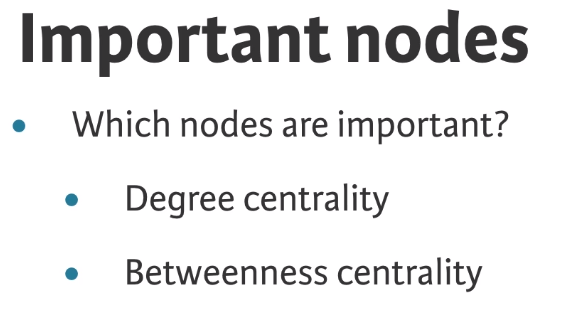 Important nodes
• Which nodes are important?
• Degree centrality
• Betweenness centrality